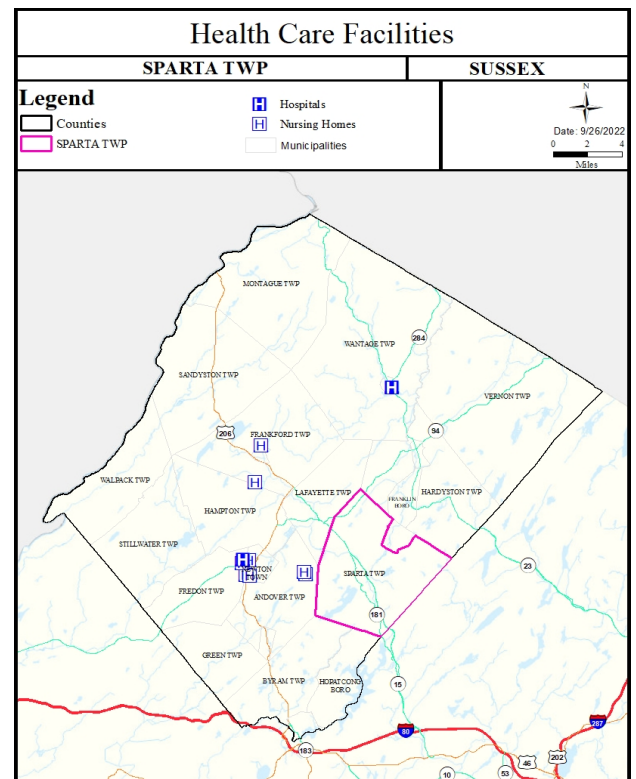 Health Care Facilities
SPARTA TWP
SUSSEX
Legend
Counties
SPARTA TWP
H Hospitals
H Nursing Homes
Municipalities
N
Date: 9/26/2022
0 2 4
Miles
MONTAGUE TWP
WANTAGE TWP
284
SANDYSTON TWP
H
VERNON TWP
206
FRANKFORD TWP
H
94
WALPACK TWP
H
LAFAYETTE TWP
FRANKLIN
BORO
HARDYSTON TWP
HAMPTON TWP
STILLWATER TWP
H
TOWN
H
SPARTA TWP
23
FREDON TWP
ANDOVER TWP
181
GREEN TWP
BYRAM TWP
HOPATCONG
BORO
15
80
287
183
46
202
10
53